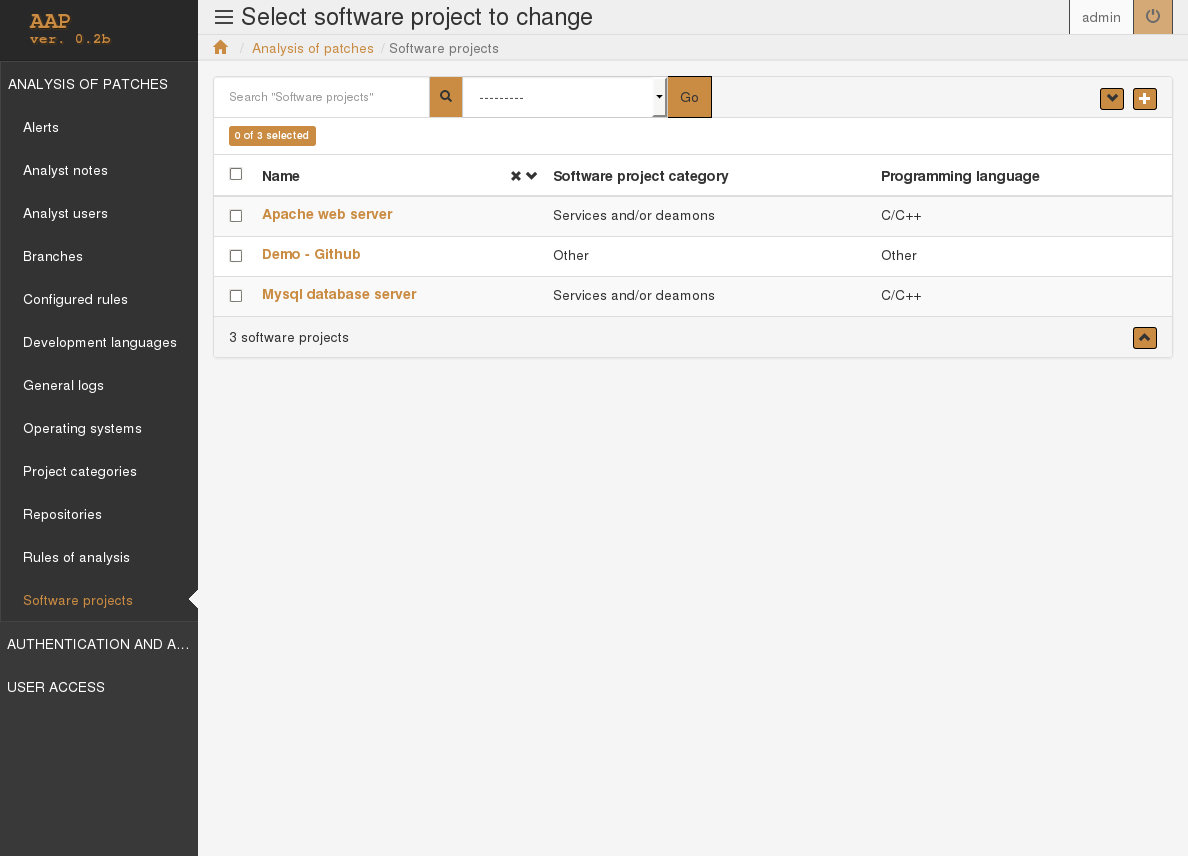 AAP
ver. 0.2b
Select software project to change
admin
/ Analysis of patches / Software projects
ANALYSIS OF PATCHES
Alerts
Analyst notes
Analyst users
Branches
Configured rules
Development languages
General logs
Operating systems
Project categories
Repositories
Rules of analysis
Software projects
AUTHENTICATION AND A...
USER ACCESS
Search "Software projects"
---------
Go
0 of 3 selected
Name Software project category Programming language
Apache web server Services and/or deamons C/C++
Demo - Github Other Other
Mysql database server Services and/or deamons C/C++
3 software projects